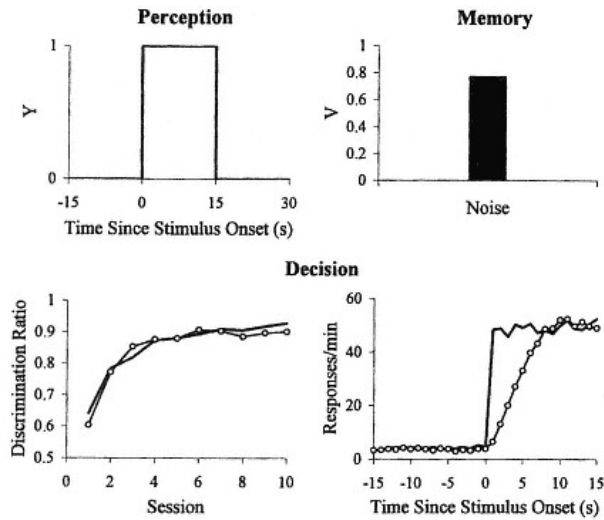 Perception
Memory
1
Y
0
-15 0 15 30
Time Since Stimulus Onset (s)
1
0.8
0.6
V
0.4
0.2
0
Noise
Decision
1
0.9
0.8
0.7
0.6
0.5
Discrimination Ratio
0 2 4 6 8 10
Session
60
40
20
0
Responses/min
-15 -10 -5 0 5 10 15
Time Since Stimulus Onset (s)